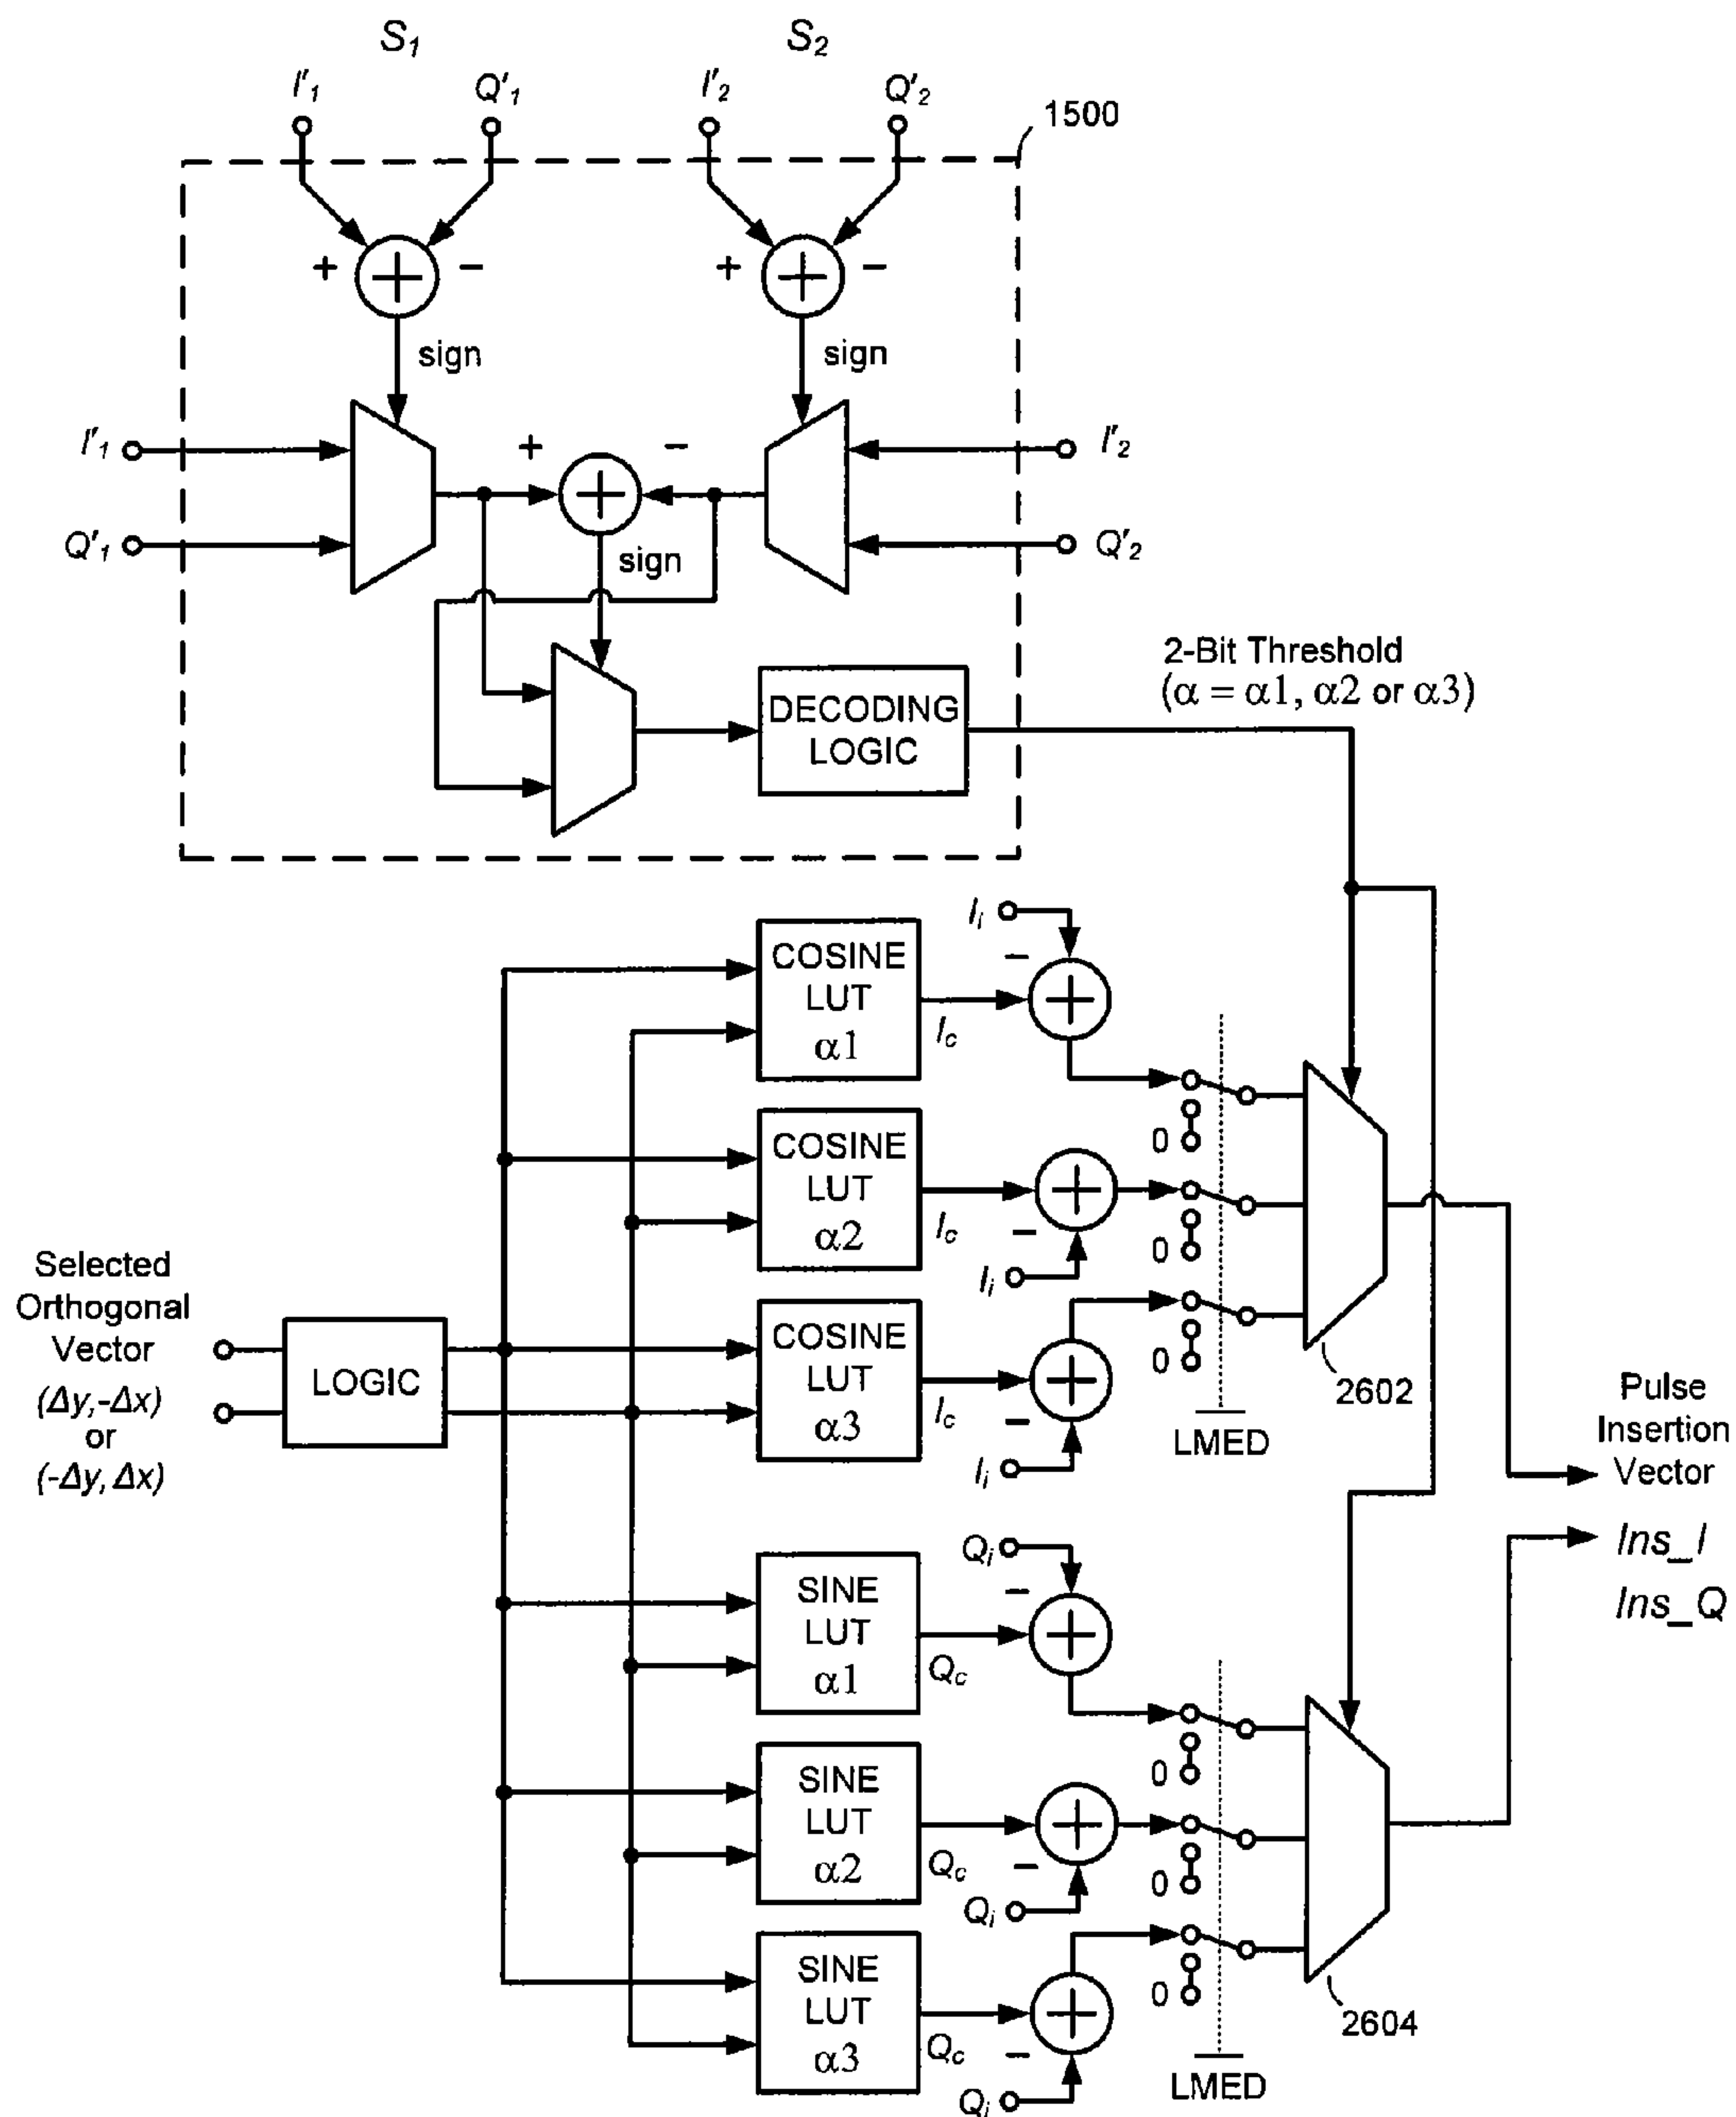 S1 S2
I'1 Q'1 I'2 Q'2
1500
+ − + −
sign sign
I'1 + − I'2
Q'1 sign Q'2
2-Bit Threshold
(α = α1, α2 or α3)
DECODING
LOGIC
COSINE
LUT
α1
Ic
Ii
−
0
COSINE
LUT
α2
Ic
−
Ii
0
COSINE
LUT
α3
Ic
−
Ii
0
LMED
2602
Selected
Orthogonal
Vector
(Δy,-Δx)
or
(-Δy,Δx)
LOGIC
Pulse
Insertion
Vector
Ins_I
Ins_Q
SINE
LUT
α1
Qc
Qi
−
0
SINE
LUT
α2
Qc
−
Qi
0
SINE
LUT
α3
Qc
−
Qi
0
LMED
2604